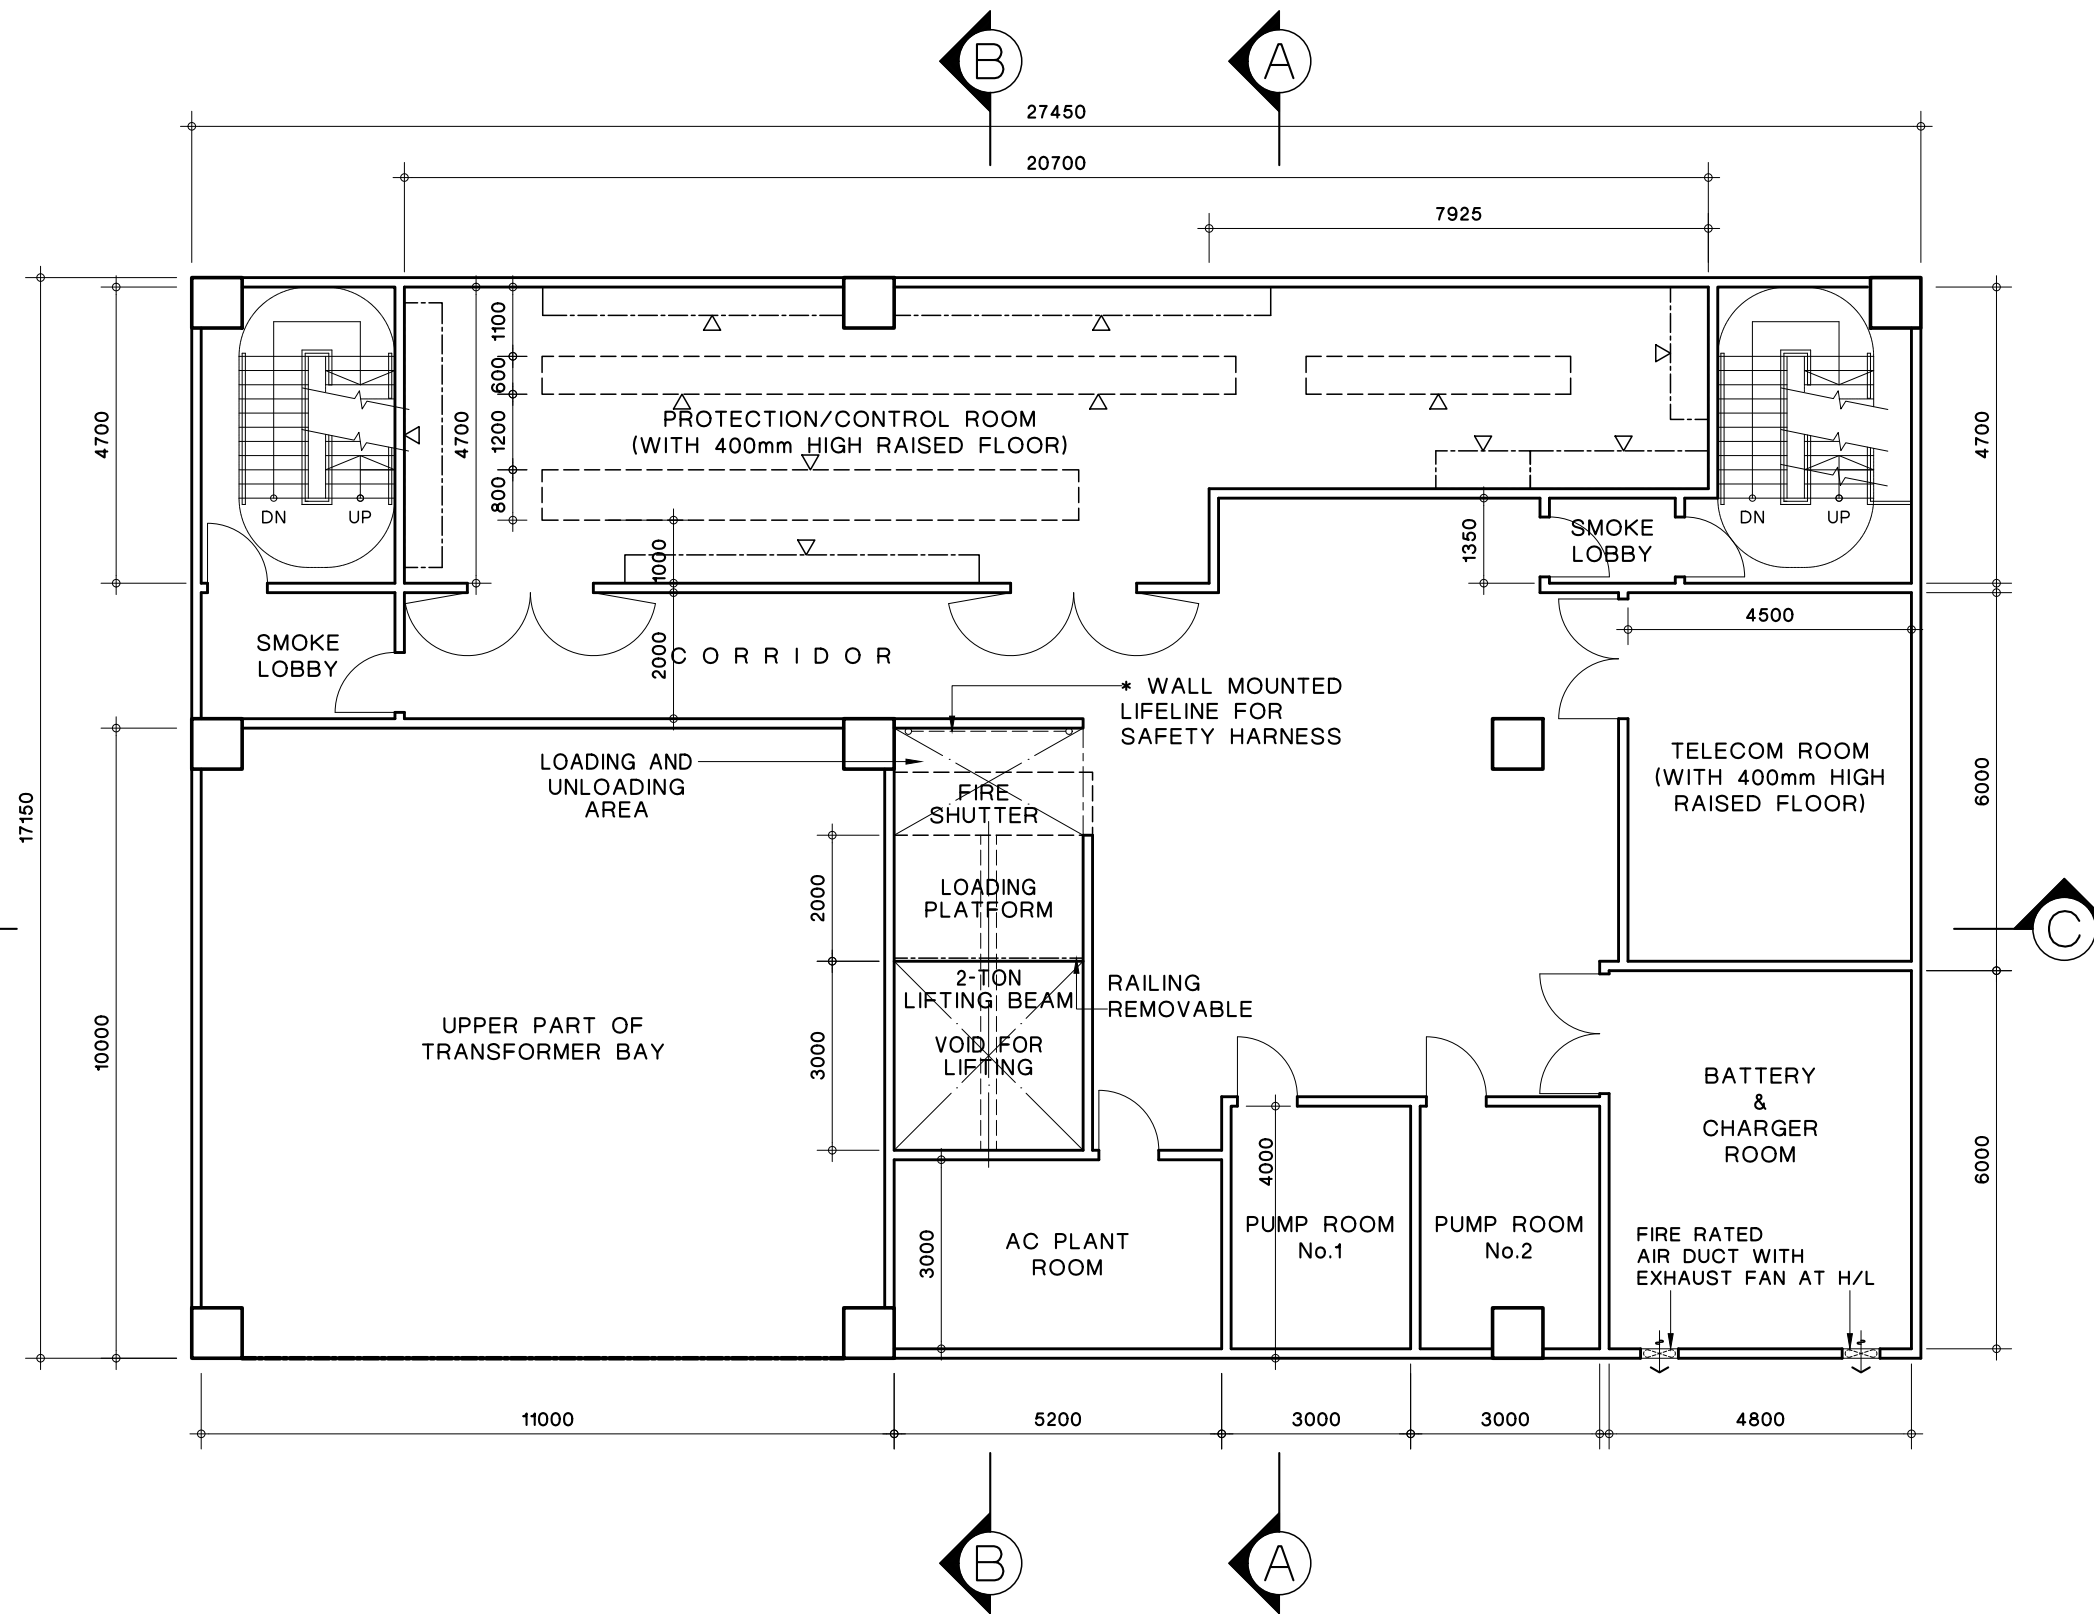 B
A
27450
20700
7925
1100
600
1200
800
4700
4700
4700
PROTECTION/CONTROL ROOM
(WITH 400mm HIGH RAISED FLOOR)
DN
UP
DN
UP
1000
1350
SMOKE
LOBBY
4500
SMOKE
LOBBY
2000
CORRIDOR
* WALL MOUNTED
LIFELINE FOR
SAFETY HARNESS
LOADING AND
UNLOADING
AREA
FIRE
SHUTTER
TELECOM ROOM
(WITH 400mm HIGH
RAISED FLOOR)
6000
17150
2000
LOADING
PLATFORM
C
2-TON
LIFTING BEAM
RAILING
REMOVABLE
UPPER PART OF
TRANSFORMER BAY
10000
3000
VOID FOR
LIFTING
BATTERY
&
CHARGER
ROOM
6000
4000
3000
AC PLANT
ROOM
PUMP ROOM
No.1
PUMP ROOM
No.2
FIRE RATED
AIR DUCT WITH
EXHAUST FAN AT H/L
11000
5200
3000
3000
4800
B
A